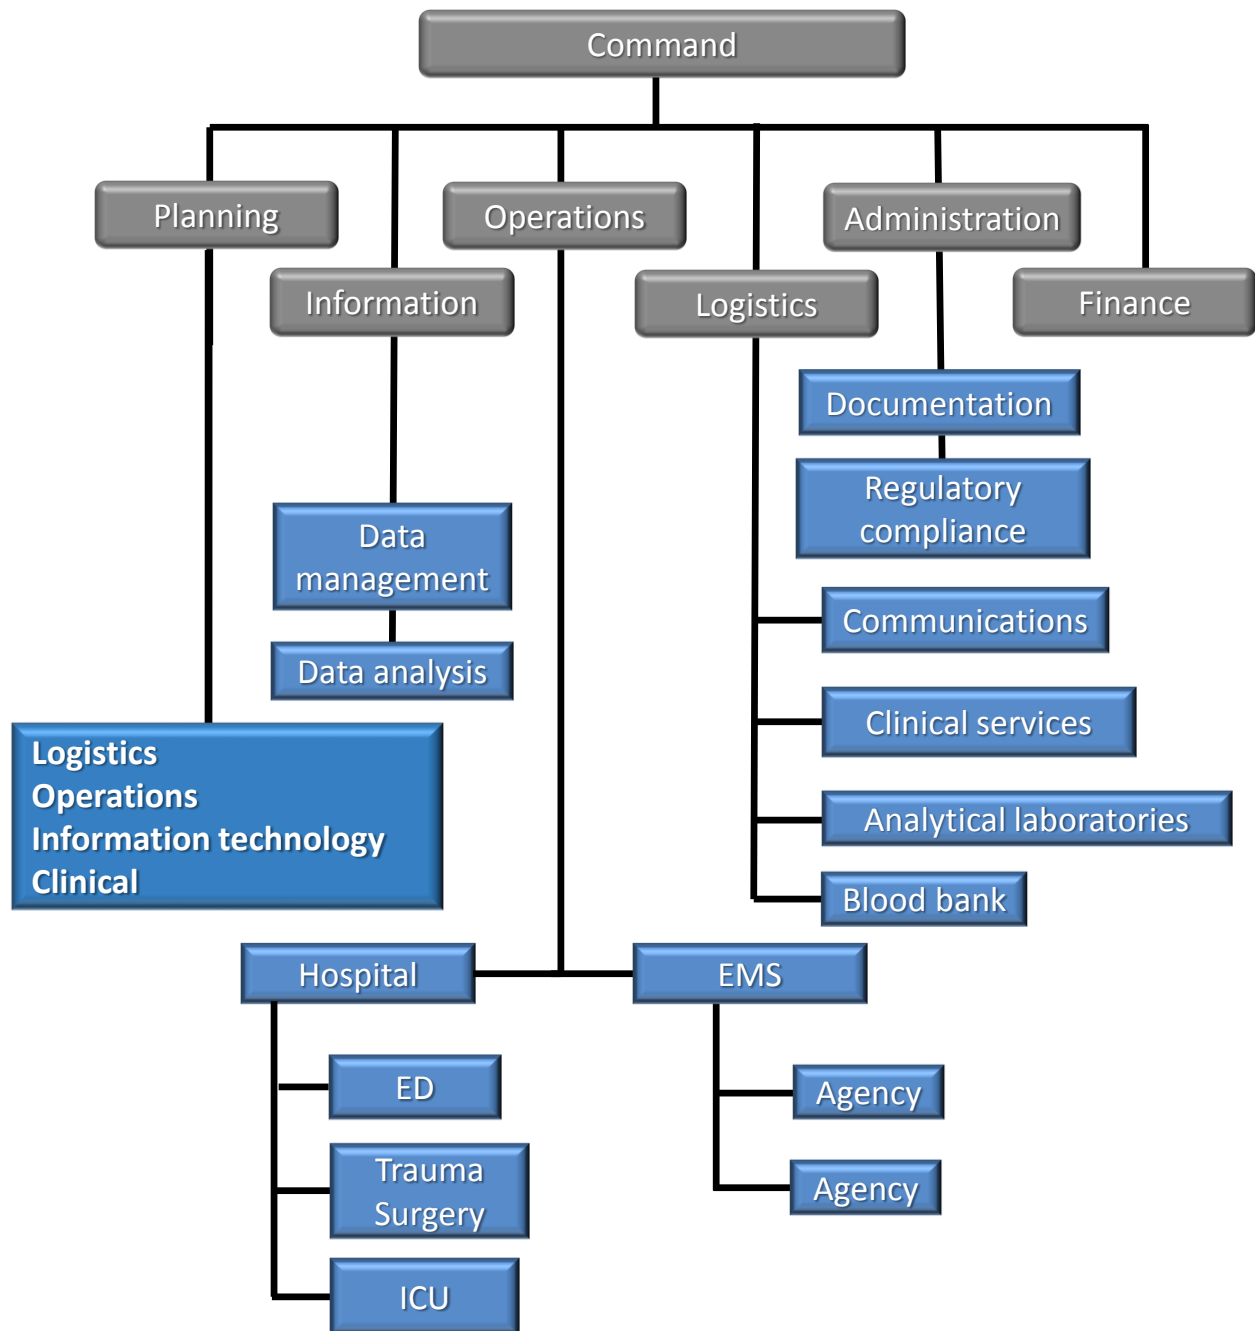 Command
Planning
Operations
Administration
Information
Logistics
Finance
Documentation
Regulatory
compliance
Data
management
Communications
Data analysis
Clinical services
Logistics
Operations
Information technology
Clinical
Analytical laboratories
Blood bank
Hospital
EMS
ED
Agency
Trauma
Surgery
Agency
ICU